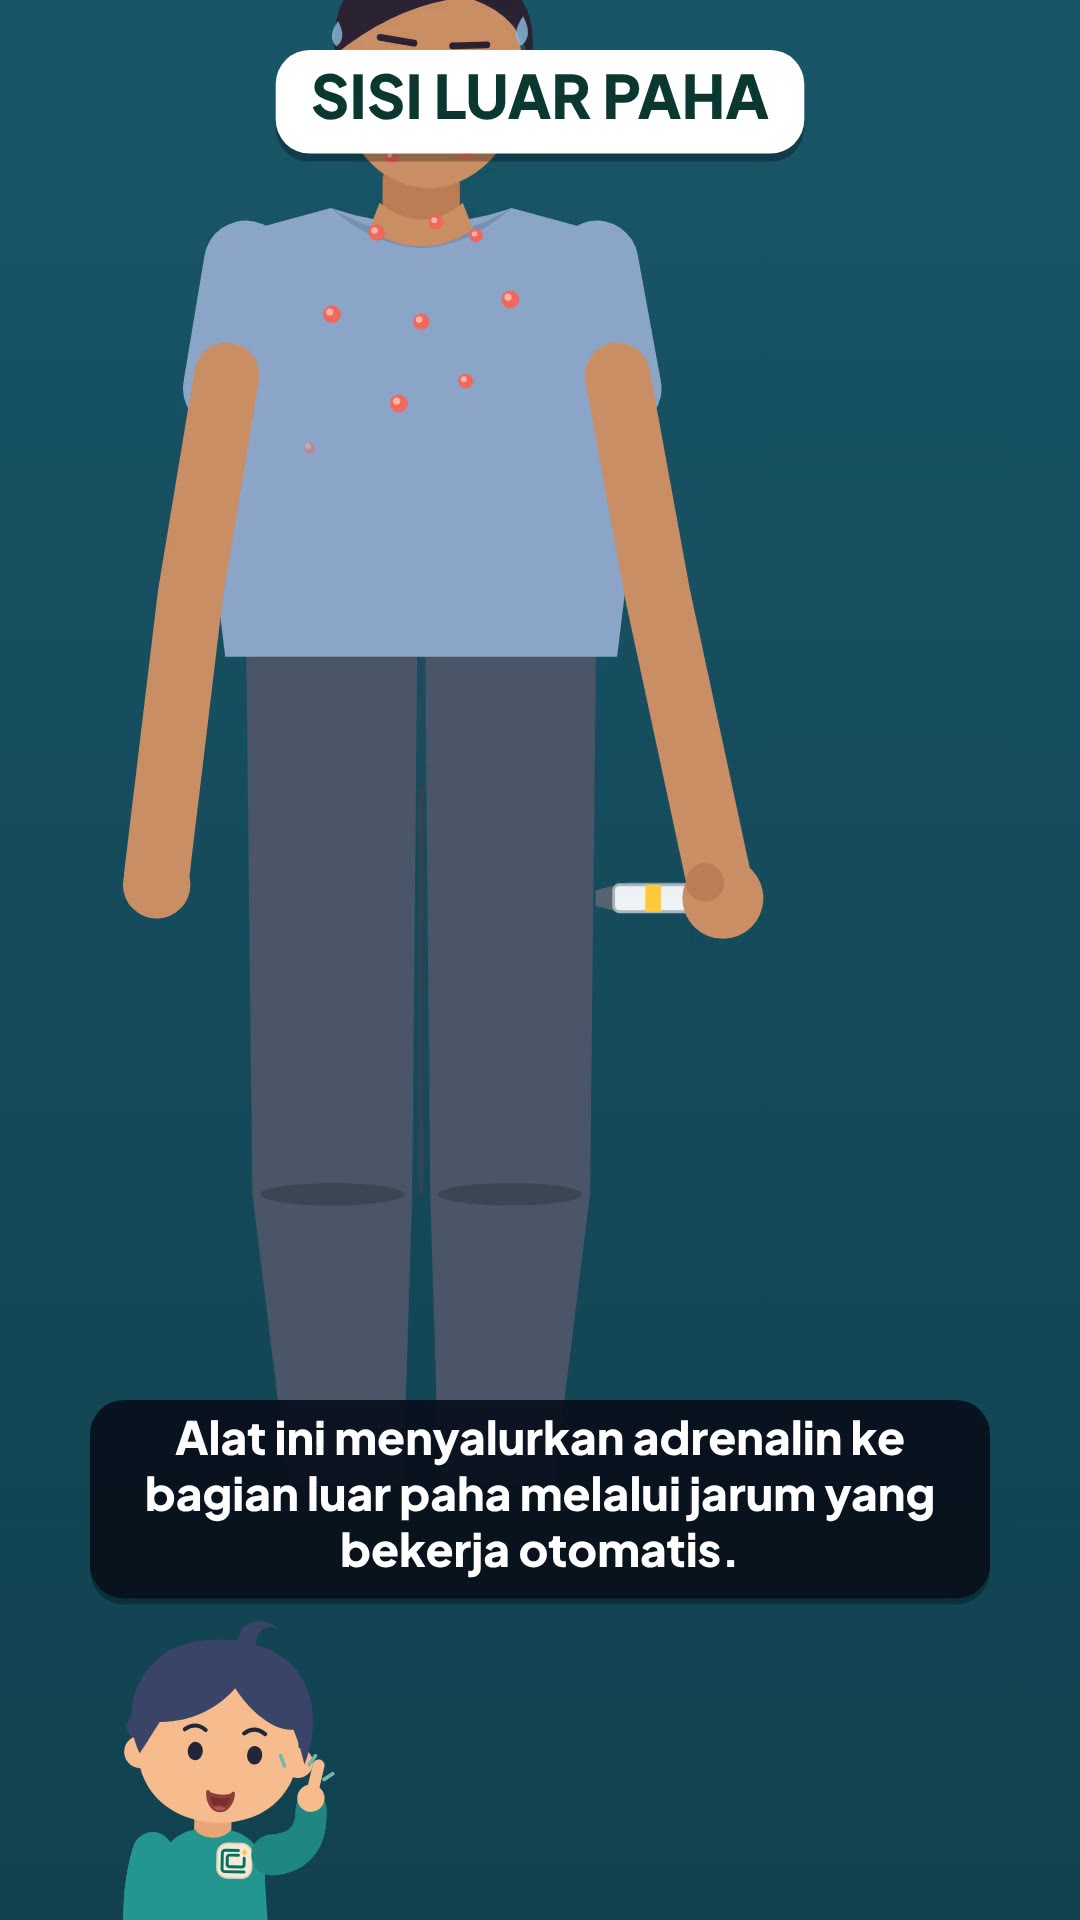 SISI LUAR PAHA
Alat ini menyalurkan adrenalin ke
bagian luar paha melalui jarum yang
bekerja otomatis.